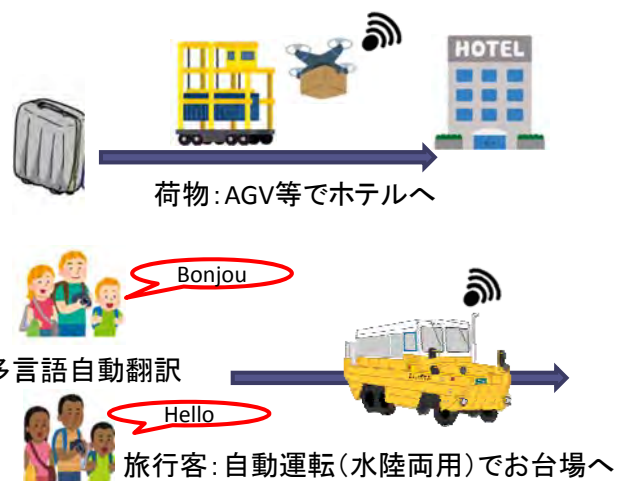 HOTEL
荷物:AGV等でホテルへ
Bonjou
多言語自動翻訳
Hello
旅行客:自動運転(水陸両用)でお台場へ